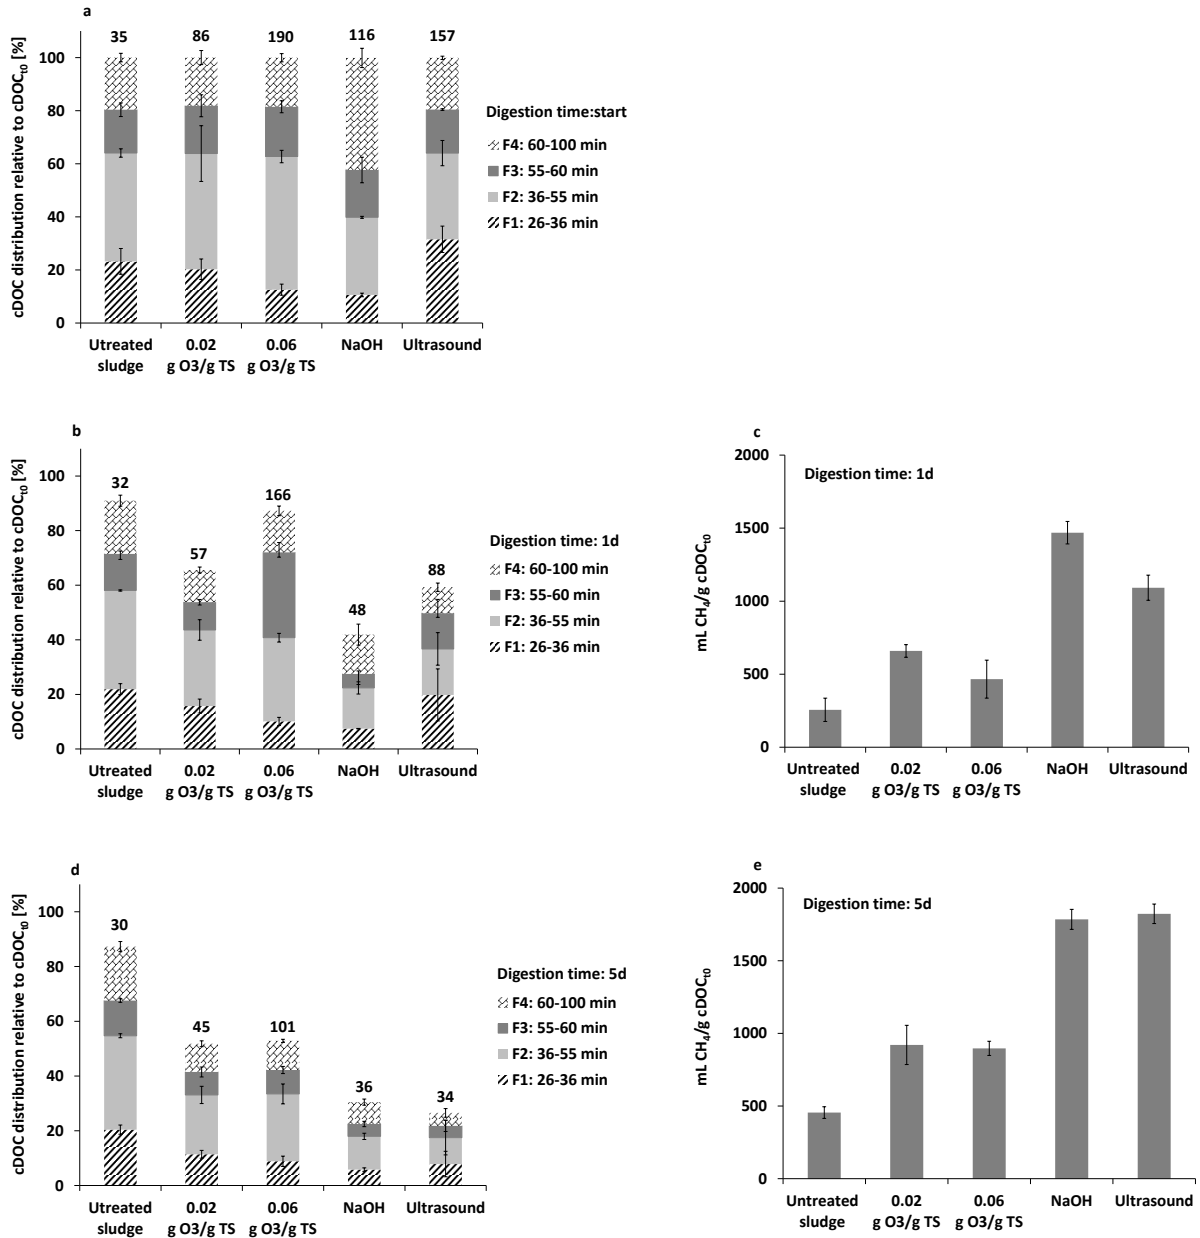 a
35 86 190 116 157
cDOC distribution relative to cDOCt0 [%]
100
80
60
40
20
0
Utreated sludge
0.02 g O3/g TS
0.06 g O3/g TS
NaOH
Ultrasound
Digestion time:start
F4: 60-100 min
F3: 55-60 min
F2: 36-55 min
F1: 26-36 min
b
32 57 166 48 88
cDOC distribution relative to cDOCt0 [%]
100
80
60
40
20
0
Utreated sludge
0.02 g O3/g TS
0.06 g O3/g TS
NaOH
Ultrasound
Digestion time: 1d
F4: 60-100 min
F3: 55-60 min
F2: 36-55 min
F1: 26-36 min
c
Digestion time: 1d
mL CH4/g cDOCt0
2000
1500
1000
500
0
Untreated sludge
0.02 g O3/g TS
0.06 g O3/g TS
NaOH
Ultrasound
d
30 45 101 36 34
cDOC distribution relative to cDOCt0 [%]
100
80
60
40
20
0
Utreated sludge
0.02 g O3/g TS
0.06 g O3/g TS
NaOH
Ultrasound
Digestion time: 5d
F4: 60-100 min
F3: 55-60 min
F2: 36-55 min
F1: 26-36 min
e
Digestion time: 5d
mL CH4/g cDOCt0
2000
1500
1000
500
0
Untreated sludge
0.02 g O3/g TS
0.06 g O3/g TS
NaOH
Ultrasound